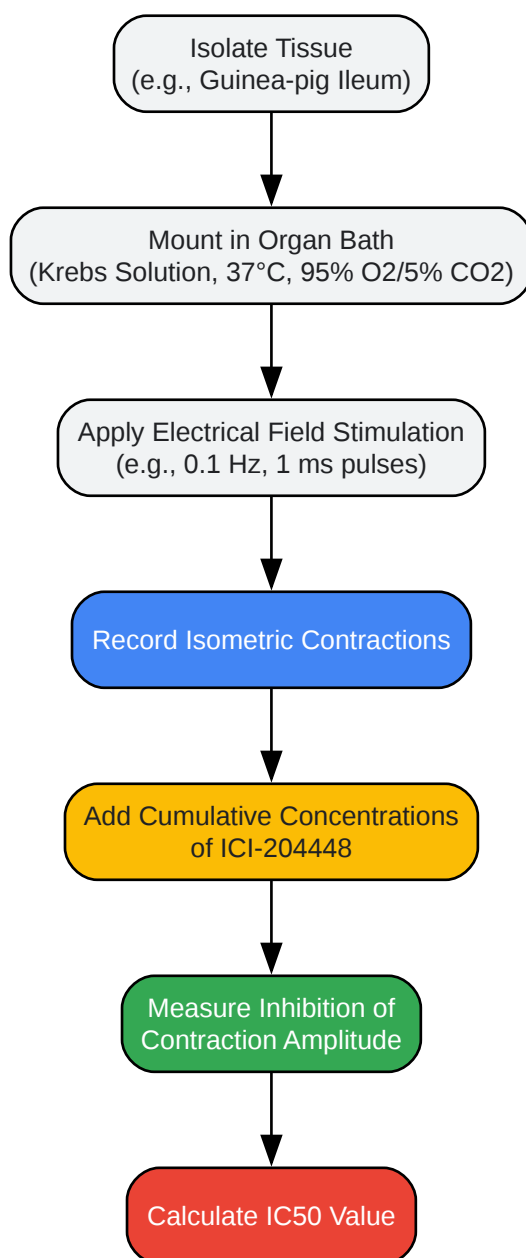 Isolate Tissue
(e.g., Guinea-pig Ileum)
Mount in Organ Bath
(Krebs Solution, 37°C, 95% O2/5% CO2)
Apply Electrical Field Stimulation
(e.g., 0.1 Hz, 1 ms pulses)
Record Isometric Contractions
Add Cumulative Concentrations
of ICI-204448
Measure Inhibition of
Contraction Amplitude
Calculate IC50 Value